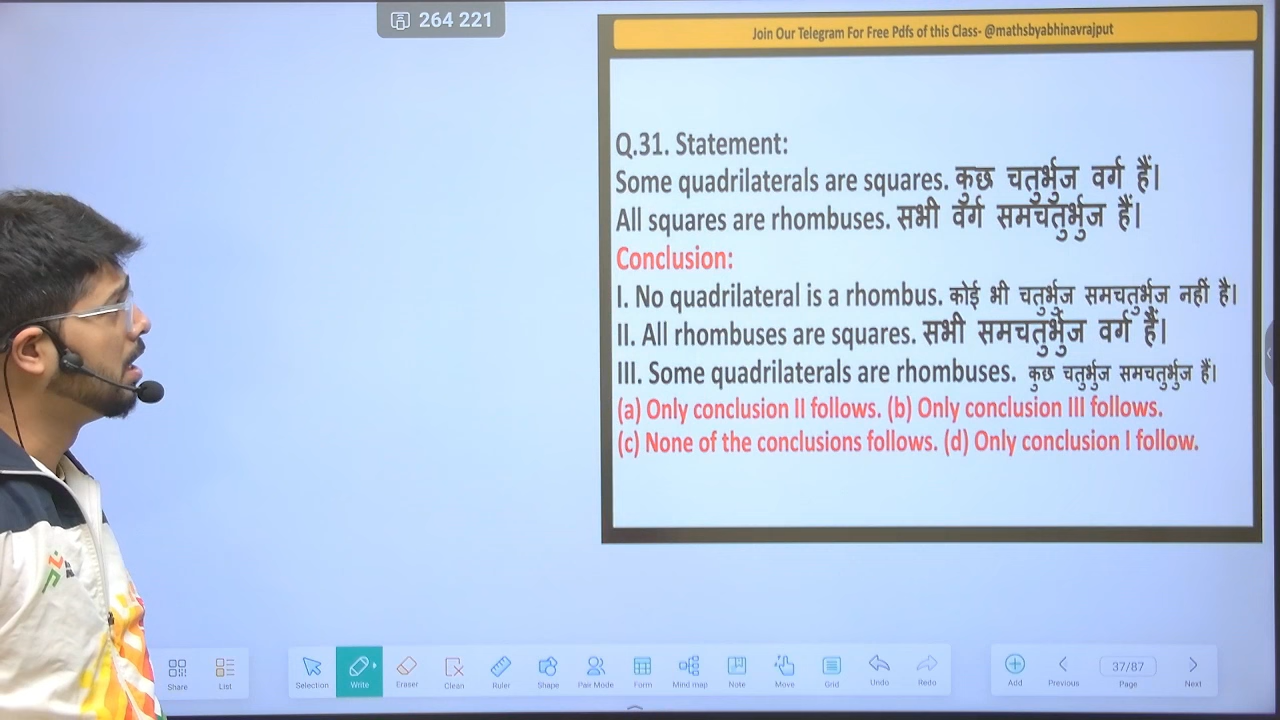 264 221
Join Our Telegram For Free Pdfs of this Class- @mathsbyabhinavrajput
Q.31. Statement:
Some quadrilaterals are squares. कुछ चतुर्भुज वर्ग हैं।
All squares are rhombuses. सभी वर्ग समचतुर्भुज हैं।
Conclusion:
I. No quadrilateral is a rhombus. कोई भी चतुर्भुज समचतुर्भुज नहीं है।
II. All rhombuses are squares. सभी समचतुर्भुज वर्ग हैं।
III. Some quadrilaterals are rhombuses. कुछ चतुर्भुज समचतुर्भुज हैं।
(a) Only conclusion II follows. (b) Only conclusion III follows.
(c) None of the conclusions follows. (d) Only conclusion I follow.
Share List Selection Write Eraser Clean Ruler Shape Pair Mode Form Mind map Note Move Grid Undo Redo Add Previous 37/87 Page Next